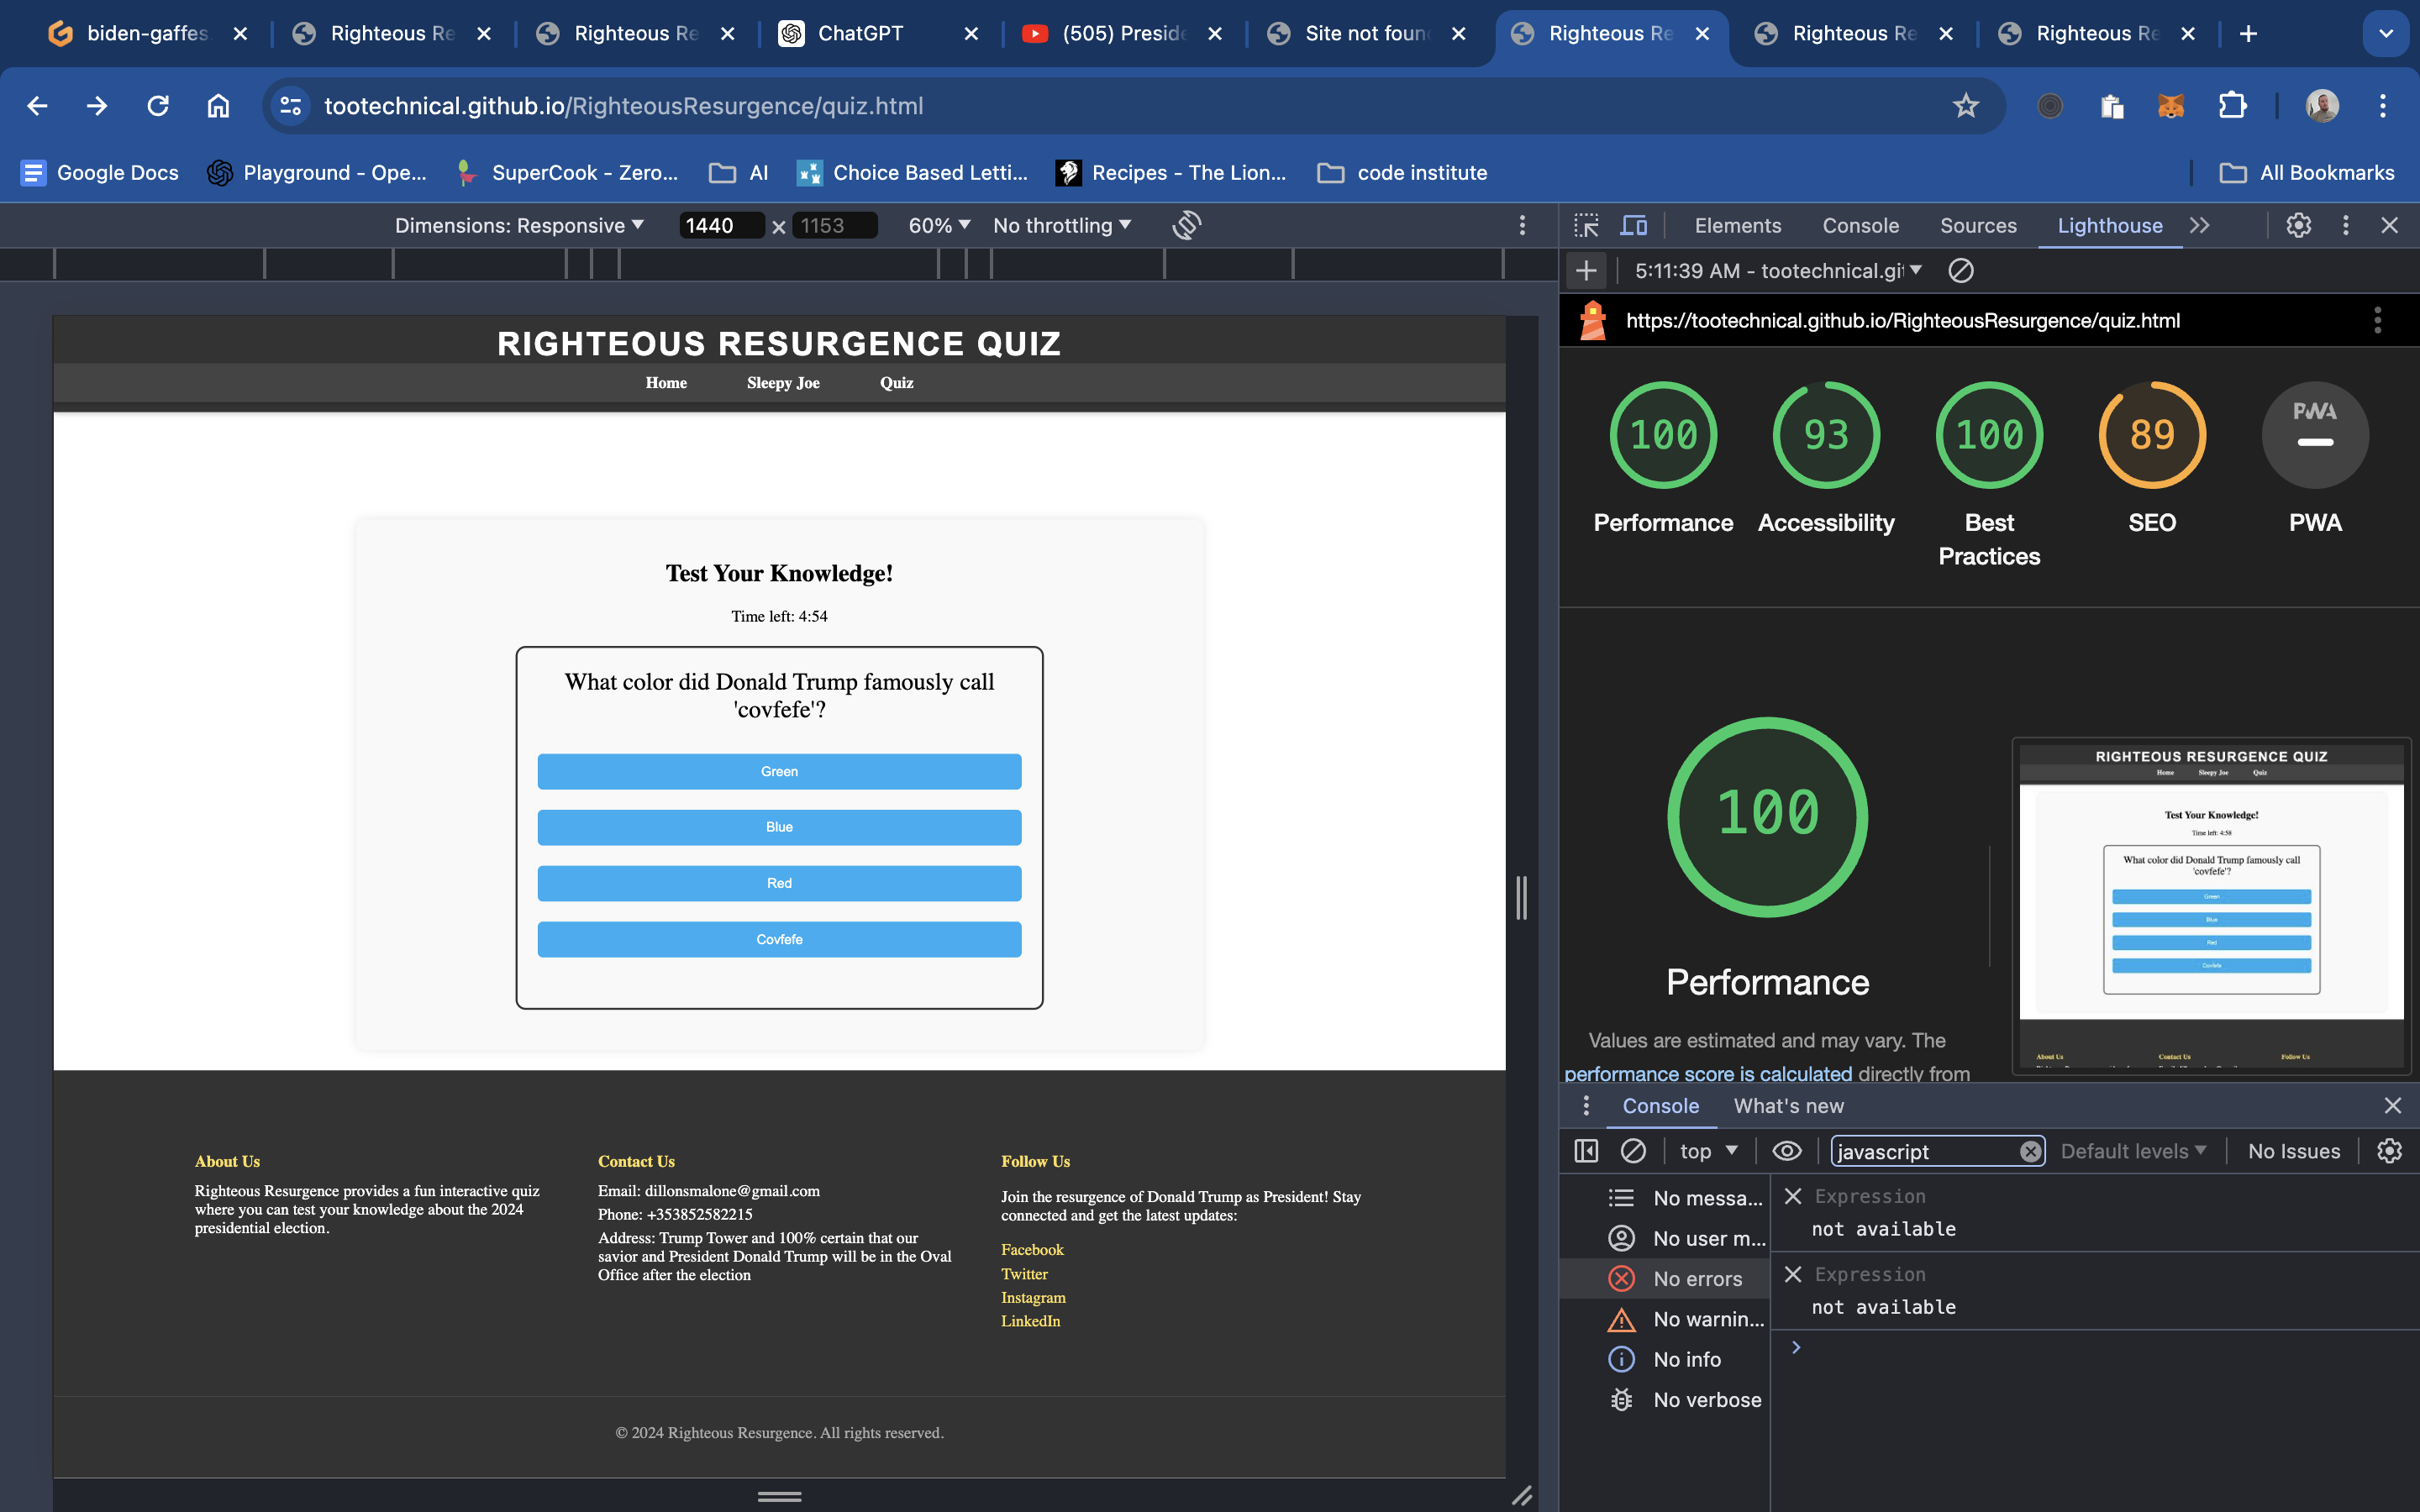 biden-gaffes
Righteous Re
Righteous Re
ChatGPT
(505) Preside
Site not foun
Righteous Re
Righteous Re
Righteous Re
tootechnical.github.io/RighteousResurgence/quiz.html
Google Docs
Playground - Ope...
SuperCook - Zero...
AI
Choice Based Letti...
Recipes - The Lion...
code institute
All Bookmarks
Dimensions: Responsive
1440
×
1153
60%
No throttling
RIGHTEOUS RESURGENCE QUIZ
Home
Sleepy Joe
Quiz
Test Your Knowledge!
Time left: 4:54
What color did Donald Trump famously call
'covfefe'?
Green
Blue
Red
Covfefe
About Us
Righteous Resurgence provides a fun interactive quiz
where you can test your knowledge about the 2024
presidential election.
Contact Us
Email: dillonsmalone@gmail.com
Phone: +353852582215
Address: Trump Tower and 100% certain that our
savior and President Donald Trump will be in the Oval
Office after the election
Follow Us
Join the resurgence of Donald Trump as President! Stay
connected and get the latest updates:
Facebook
Twitter
Instagram
LinkedIn
© 2024 Righteous Resurgence. All rights reserved.
Elements
Console
Sources
Lighthouse
5:11:39 AM - tootechnical.gi
https://tootechnical.github.io/RighteousResurgence/quiz.html
100
Performance
93
Accessibility
100
Best
Practices
89
SEO
PWA
PWA
100
Performance
Values are estimated and may vary. The
performance score is calculated directly from
RIGHTEOUS RESURGENCE QUIZ
Home
Sleepy Joe
Quiz
Test Your Knowledge!
Time left: 4:58
What color did Donald Trump famously call
'covfefe'?
Green
Blue
Red
Covfefe
About Us
Contact Us
Follow Us
Console
What's new
top
javascript
Default levels
No Issues
No messa...
No user m...
No errors
No warnin...
No info
No verbose
Expression
not available
Expression
not available